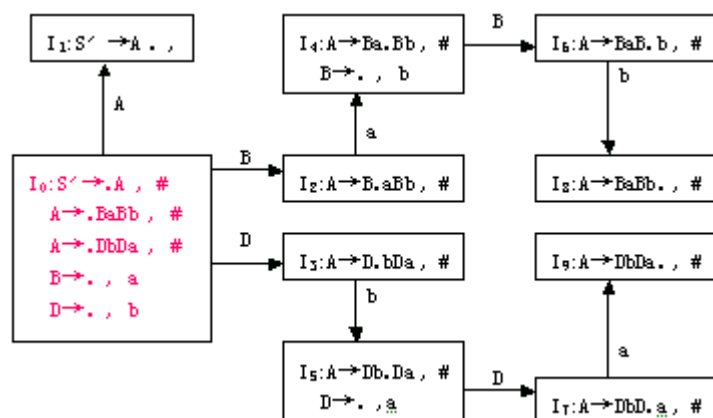 I₁:S′→A . ,
I₄:A→Ba.Bb , #
B→. , b
B
I₆:A→BaB.b , #
A
a
b
I₀:S′→.A , #
A→.BaBb , #
A→.DbDa , #
B→. , a
D→. , b
B
I₂:A→B.aBb , #
I₈:A→BaBb. , #
D
I₃:A→D.bDa , #
I₉:A→DbDa. , #
b
a
I₅:A→Db.Da , #
D→. ,a
D
I₇:A→DbD.a , #